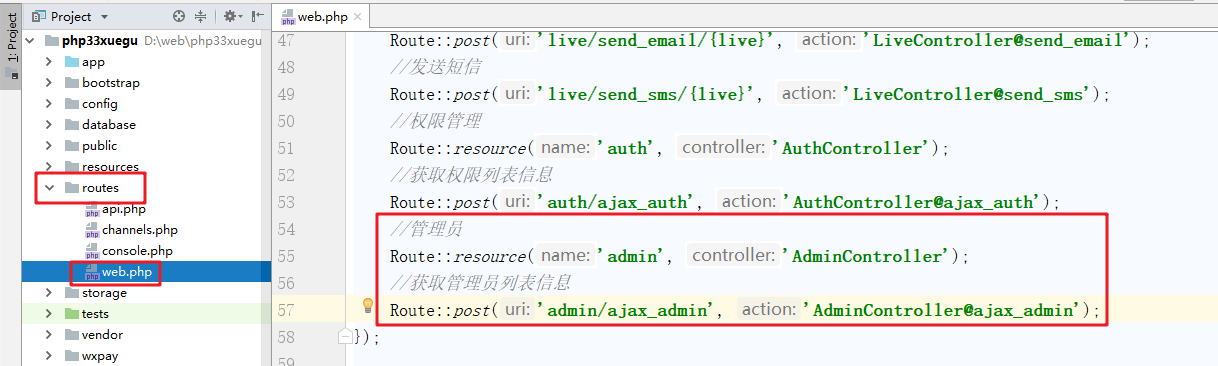 1: Project
Project
php33xuegu D:\web\php33xuegu
app
bootstrap
config
database
public
resources
routes
api.php
channels.php
console.php
web.php
storage
tests
vendor
wxpay
web.php
47 Route::post( uri: 'live/send_email/{live}', action: 'LiveController@send_email');
48 //发送短信
49 Route::post( uri: 'live/send_sms/{live}', action: 'LiveController@send_sms');
50 //权限管理
51 Route::resource( name: 'auth', controller: 'AuthController');
52 //获取权限列表信息
53 Route::post( uri: 'auth/ajax_auth', action: 'AuthController@ajax_auth');
54 //管理员
55 Route::resource( name: 'admin', controller: 'AdminController');
56 //获取管理员列表信息
57 Route::post( uri: 'admin/ajax_admin', action: 'AdminController@ajax_admin');
58 });
59